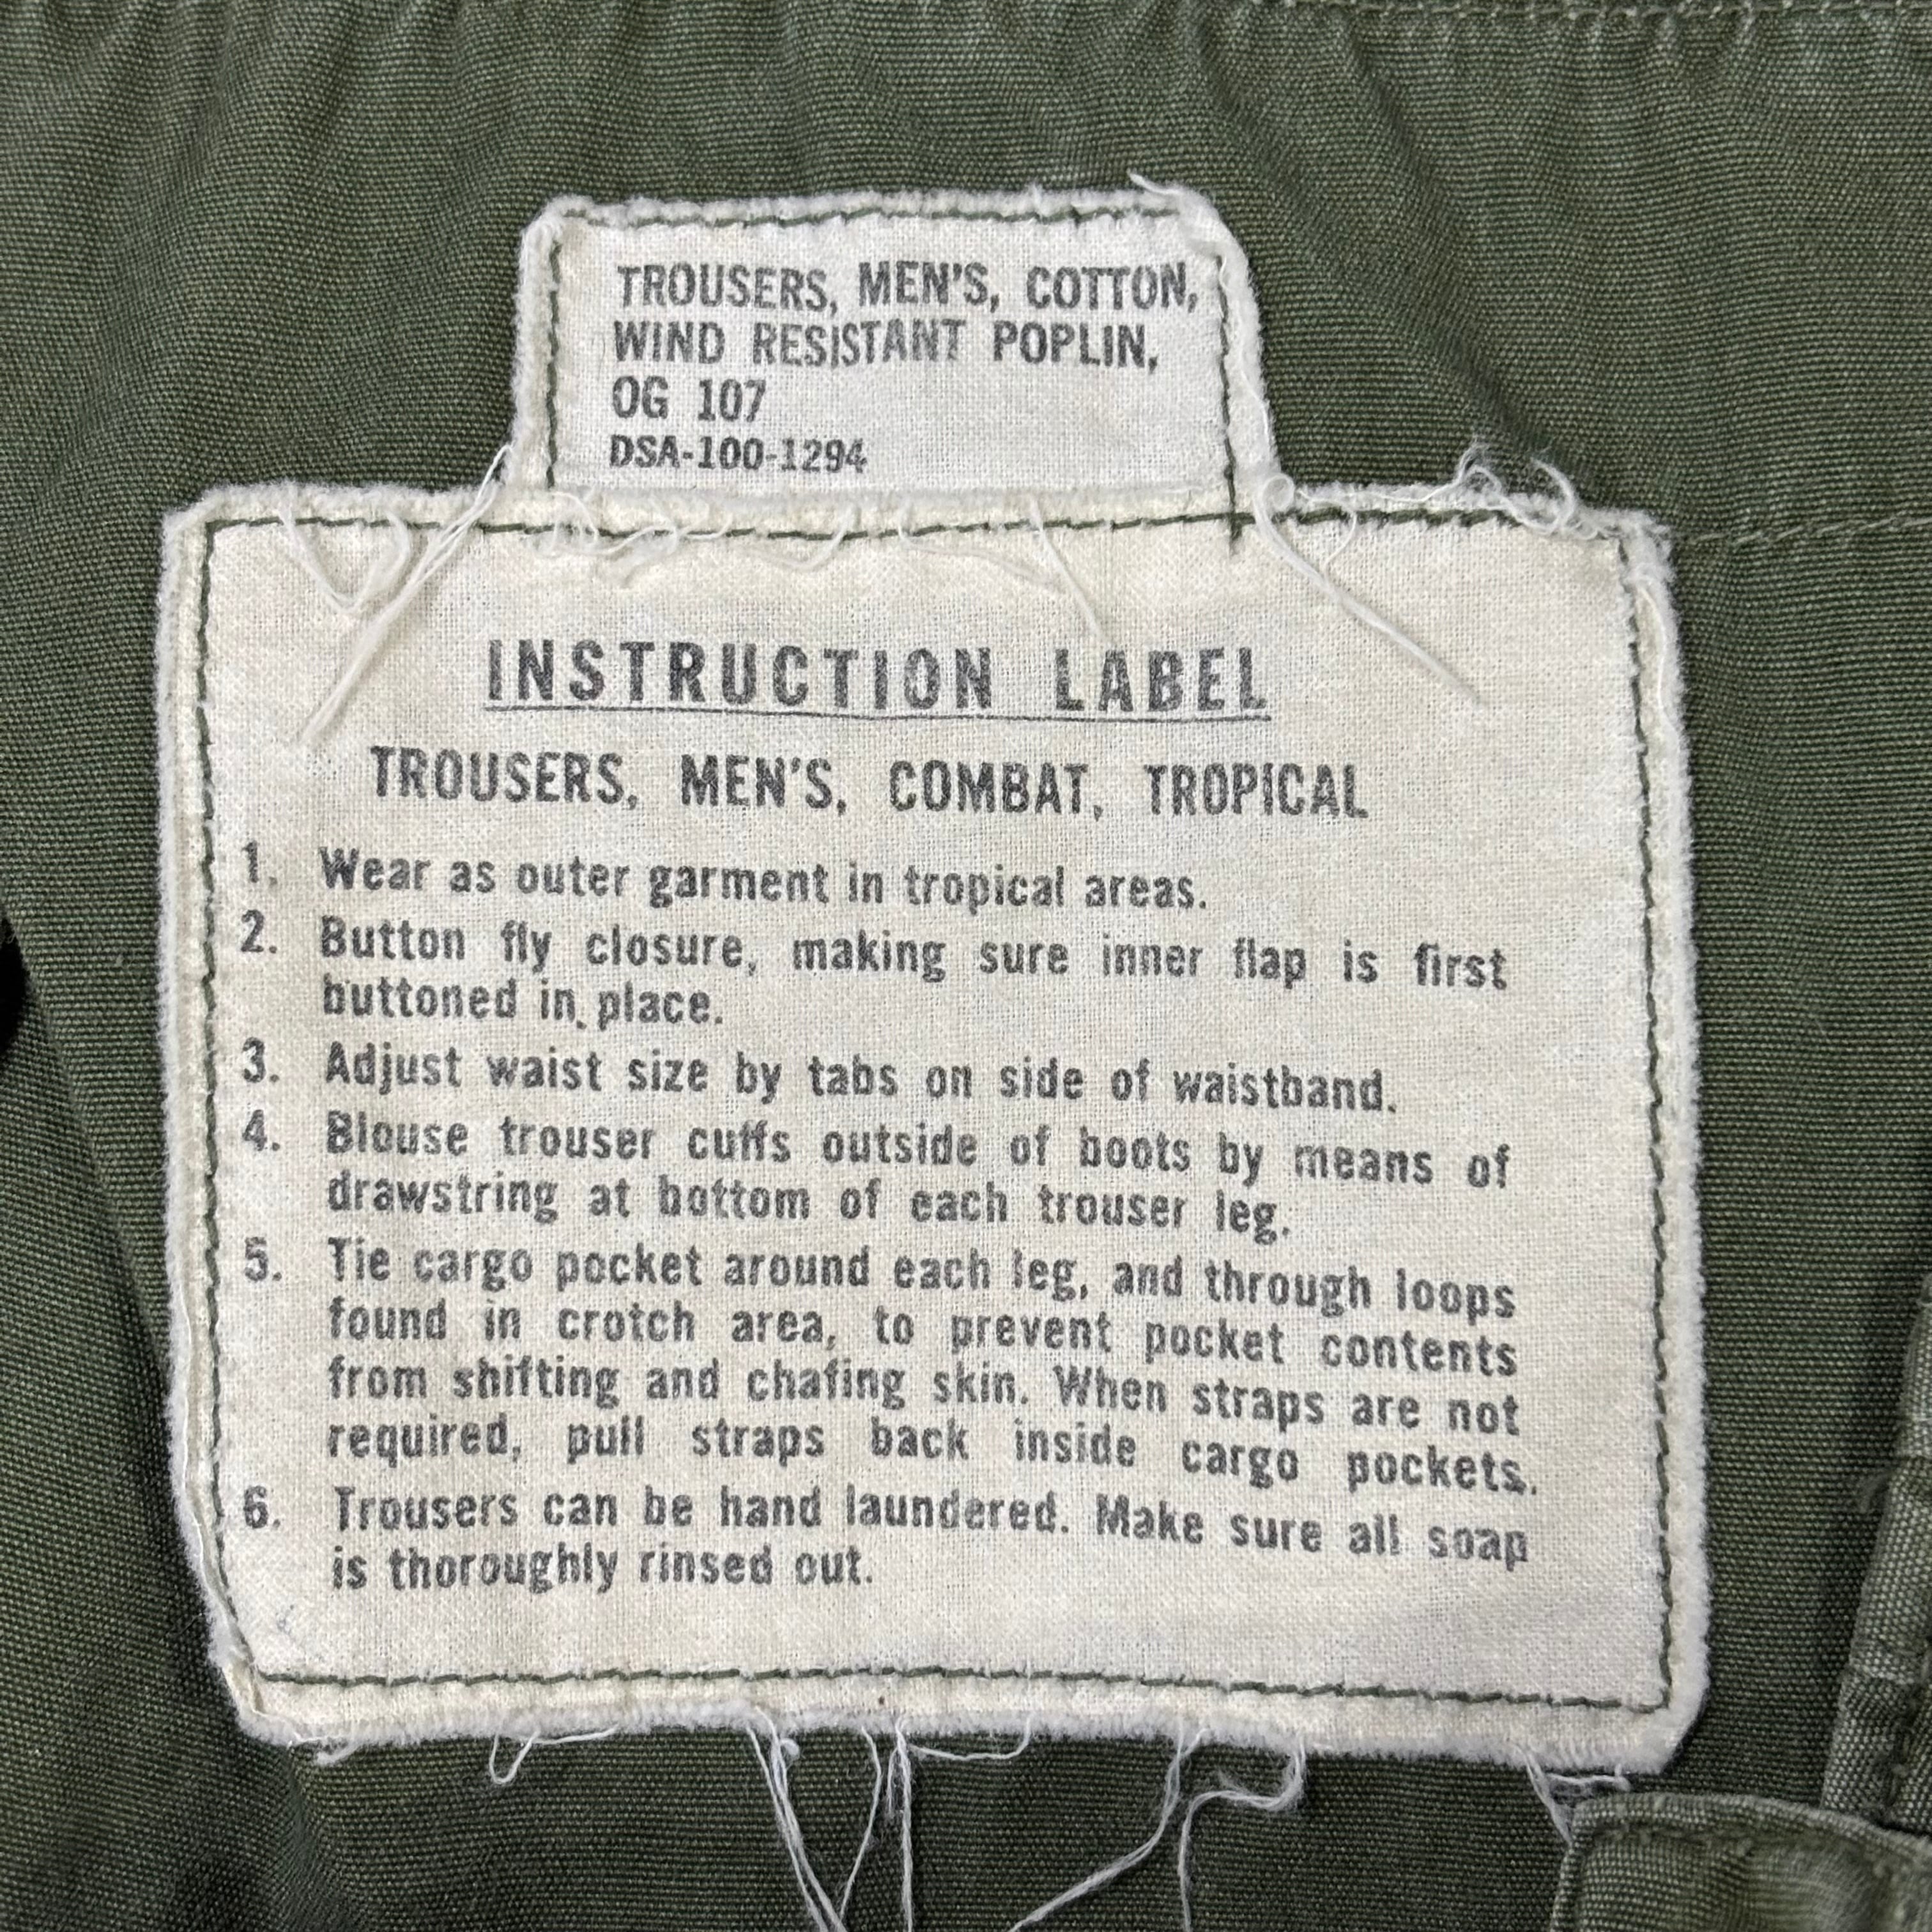 TROUSERS, MEN'S, COTTON,
WIND RESISTANT POPLIN,
OG 107
DSA-100-1294
INSTRUCTION LABEL
TROUSERS, MEN'S, COMBAT, TROPICAL
1. Wear as outer garment in tropical areas.
2. Button fly closure, making sure inner flap is first
buttoned in place.
3. Adjust waist size by tabs on side of waistband.
4. Blouse trouser cuffs outside of boots by means of
drawstring at bottom of each trouser leg.
5. Tie cargo pocket around each leg, and through loops
found in crotch area, to prevent pocket contents
from shifting and chafing skin. When straps are not
required, pull straps back inside cargo pockets.
6. Trousers can be hand laundered. Make sure all soap
is thoroughly rinsed out.